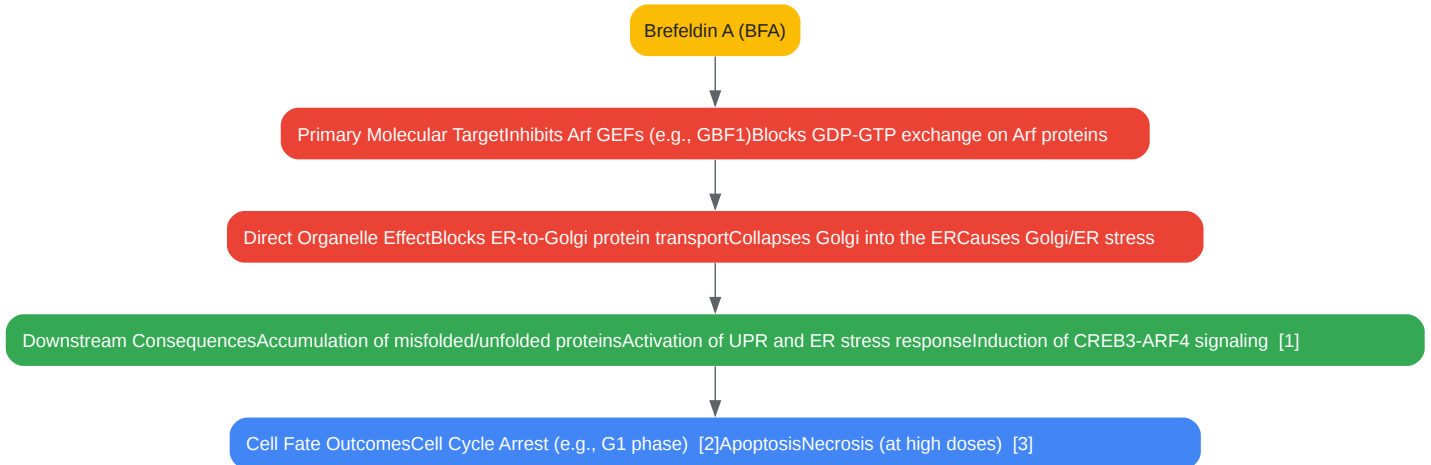 Brefeldin A (BFA)
Primary Molecular TargetInhibits Arf GEFs (e.g., GBF1)Blocks GDP-GTP exchange on Arf proteins
Direct Organelle EffectBlocks ER-to-Golgi protein transportCollapses Golgi into the ERCauses Golgi/ER stress
Downstream ConsequencesAccumulation of misfolded/unfolded proteinsActivation of UPR and ER stress responseInduction of CREB3-ARF4 signaling  [1]
Cell Fate OutcomesCell Cycle Arrest (e.g., G1 phase)  [2]ApoptosisNecrosis (at high doses)  [3]